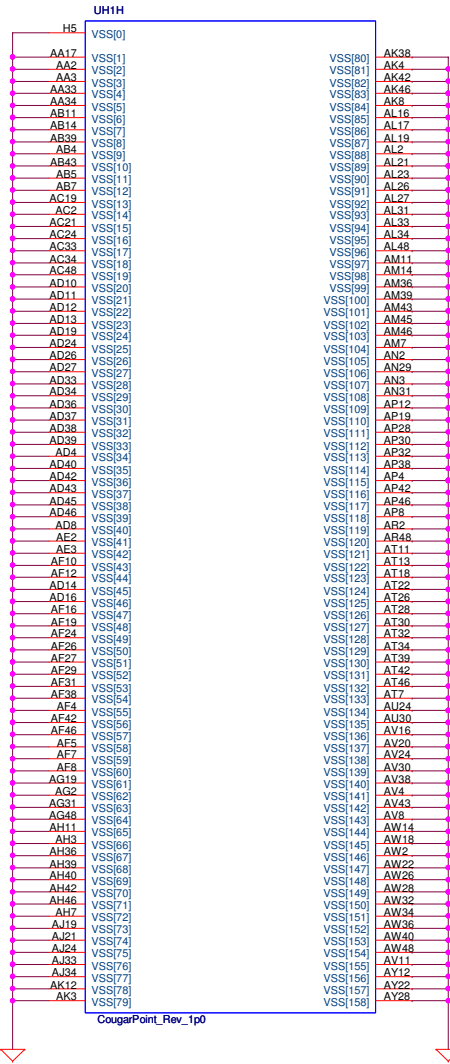 UH1H
H5 VSS[0]
AA17 VSS[1] VSS[80] AK38
AA2 VSS[2] VSS[81] AK4
AA3 VSS[3] VSS[82] AK42
AA33 VSS[4] VSS[83] AK46
AA34 VSS[5] VSS[84] AK8
AB11 VSS[6] VSS[85] AL16
AB14 VSS[7] VSS[86] AL17
AB39 VSS[8] VSS[87] AL19
AB4 VSS[9] VSS[88] AL2
AB43 VSS[10] VSS[89] AL21
AB5 VSS[11] VSS[90] AL23
AB7 VSS[12] VSS[91] AL26
AC19 VSS[13] VSS[92] AL27
AC2 VSS[14] VSS[93] AL31
AC21 VSS[15] VSS[94] AL33
AC24 VSS[16] VSS[95] AL34
AC33 VSS[17] VSS[96] AL48
AC34 VSS[18] VSS[97] AM11
AC48 VSS[19] VSS[98] AM14
AD10 VSS[20] VSS[99] AM36
AD11 VSS[21] VSS[100] AM39
AD12 VSS[22] VSS[101] AM43
AD13 VSS[23] VSS[102] AM45
AD19 VSS[24] VSS[103] AM46
AD24 VSS[25] VSS[104] AM7
AD26 VSS[26] VSS[105] AN2
AD27 VSS[27] VSS[106] AN29
AD33 VSS[28] VSS[107] AN3
AD34 VSS[29] VSS[108] AN31
AD36 VSS[30] VSS[109] AP12
AD37 VSS[31] VSS[110] AP19
AD38 VSS[32] VSS[111] AP28
AD39 VSS[33] VSS[112] AP30
AD4 VSS[34] VSS[113] AP32
AD40 VSS[35] VSS[114] AP38
AD42 VSS[36] VSS[115] AP4
AD43 VSS[37] VSS[116] AP42
AD45 VSS[38] VSS[117] AP46
AD46 VSS[39] VSS[118] AP8
AD8 VSS[40] VSS[119] AR2
AE2 VSS[41] VSS[120] AR48
AE3 VSS[42] VSS[121] AT11
AF10 VSS[43] VSS[122] AT13
AF12 VSS[44] VSS[123] AT18
AD14 VSS[45] VSS[124] AT22
AD16 VSS[46] VSS[125] AT26
AF16 VSS[47] VSS[126] AT28
AF19 VSS[48] VSS[127] AT30
AF24 VSS[49] VSS[128] AT32
AF26 VSS[50] VSS[129] AT34
AF27 VSS[51] VSS[130] AT39
AF29 VSS[52] VSS[131] AT42
AF31 VSS[53] VSS[132] AT46
AF38 VSS[54] VSS[133] AT7
AF4 VSS[55] VSS[134] AU24
AF42 VSS[56] VSS[135] AU30
AF46 VSS[57] VSS[136] AV16
AF5 VSS[58] VSS[137] AV20
AF7 VSS[59] VSS[138] AV24
AF8 VSS[60] VSS[139] AV30
AG19 VSS[61] VSS[140] AV38
AG2 VSS[62] VSS[141] AV4
AG31 VSS[63] VSS[142] AV43
AG48 VSS[64] VSS[143] AV8
AH11 VSS[65] VSS[144] AW14
AH3 VSS[66] VSS[145] AW18
AH36 VSS[67] VSS[146] AW2
AH39 VSS[68] VSS[147] AW22
AH40 VSS[69] VSS[148] AW26
AH42 VSS[70] VSS[149] AW28
AH46 VSS[71] VSS[150] AW32
AH7 VSS[72] VSS[151] AW34
AJ19 VSS[73] VSS[152] AW36
AJ21 VSS[74] VSS[153] AW40
AJ24 VSS[75] VSS[154] AW48
AJ33 VSS[76] VSS[155] AV11
AJ34 VSS[77] VSS[156] AY12
AK12 VSS[78] VSS[157] AY22
AK3 VSS[79] VSS[158] AY28
CougarPoint_Rev_1p0